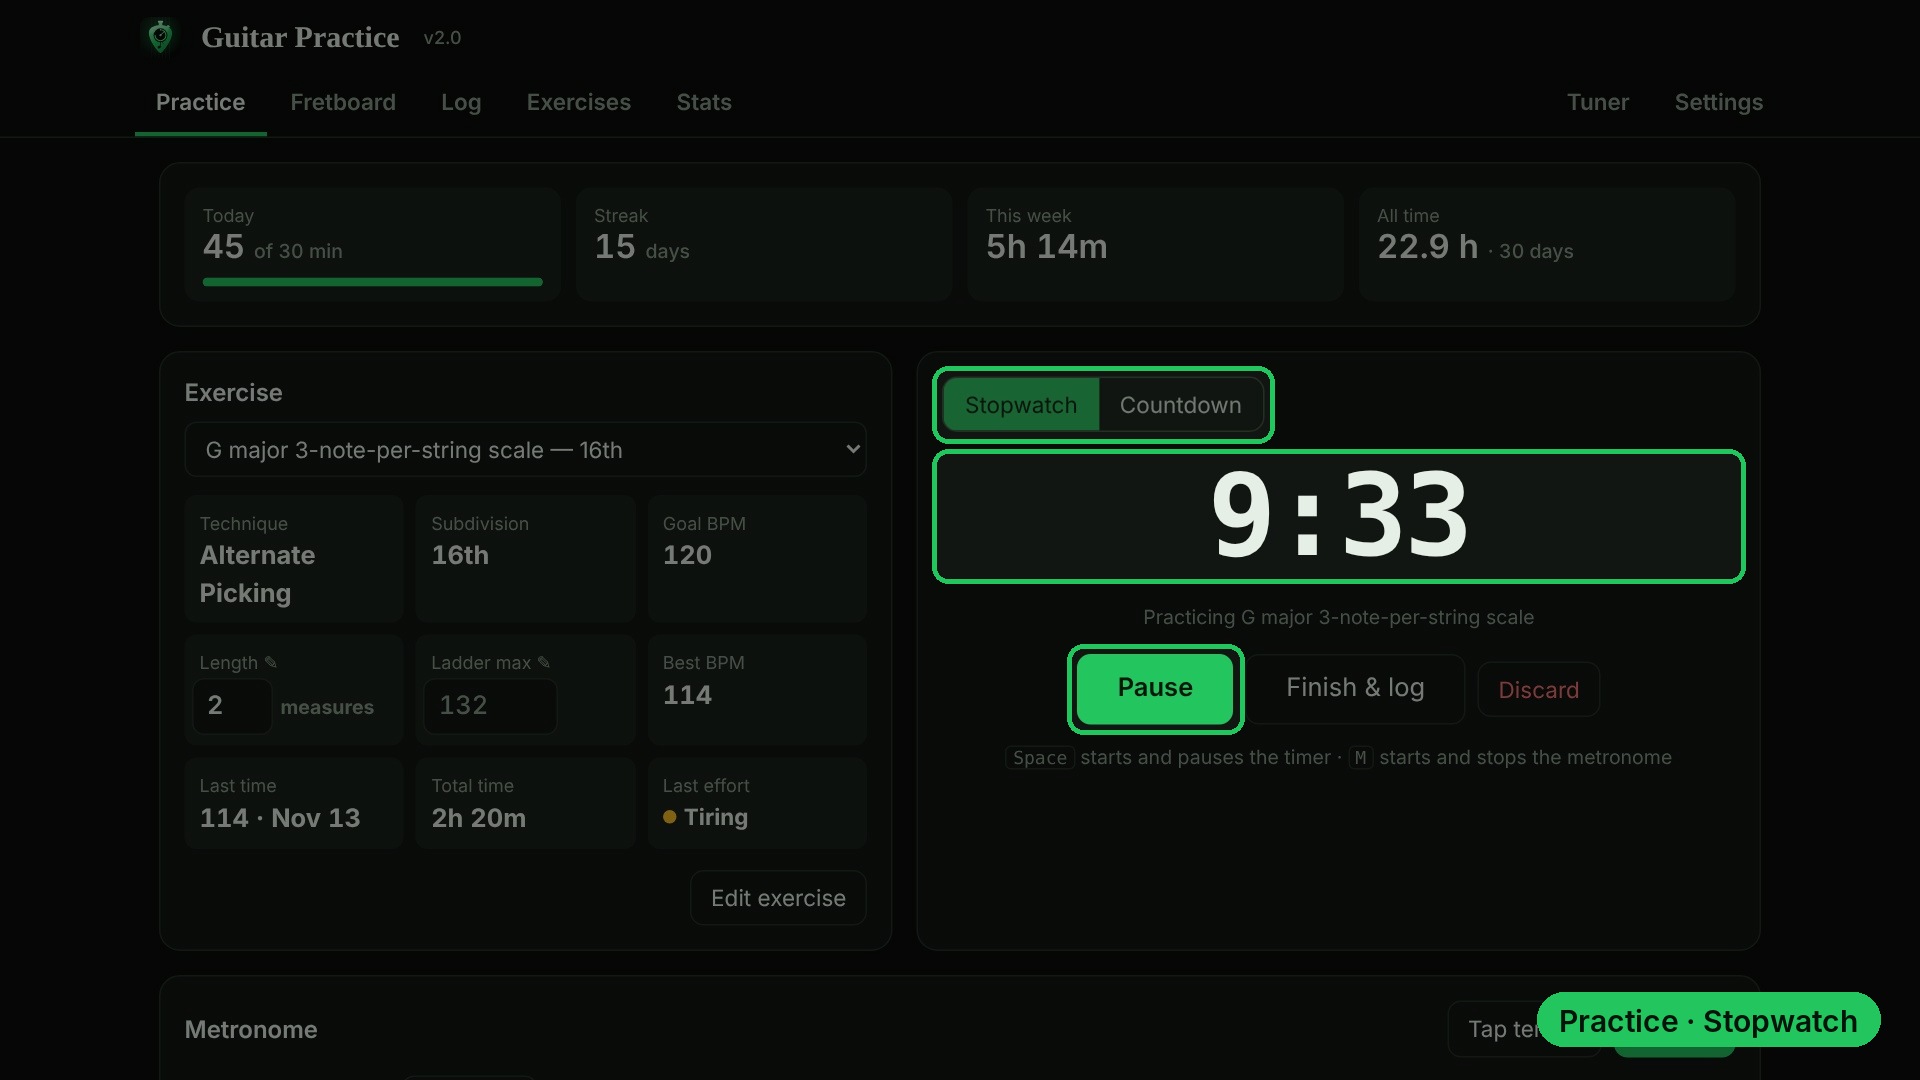 Guitar Practice v2.0
Practice Fretboard Log Exercises Stats Tuner Settings
Today
45 of 30 min
Streak
15 days
This week
5h 14m
All time
22.9 h · 30 days
Exercise
G major 3-note-per-string scale — 16th
Technique
Alternate
Picking
Subdivision
16th
Goal BPM
120
Length ✎
2 measures
Ladder max ✎
132
Best BPM
114
Last time
114 · Nov 13
Total time
2h 20m
Last effort
Tiring
Edit exercise
Stopwatch Countdown
9:33
Practicing G major 3-note-per-string scale
Pause Finish & log Discard
Space starts and pauses the timer · M starts and stops the metronome
Metronome
Tap
Practice · Stopwatch